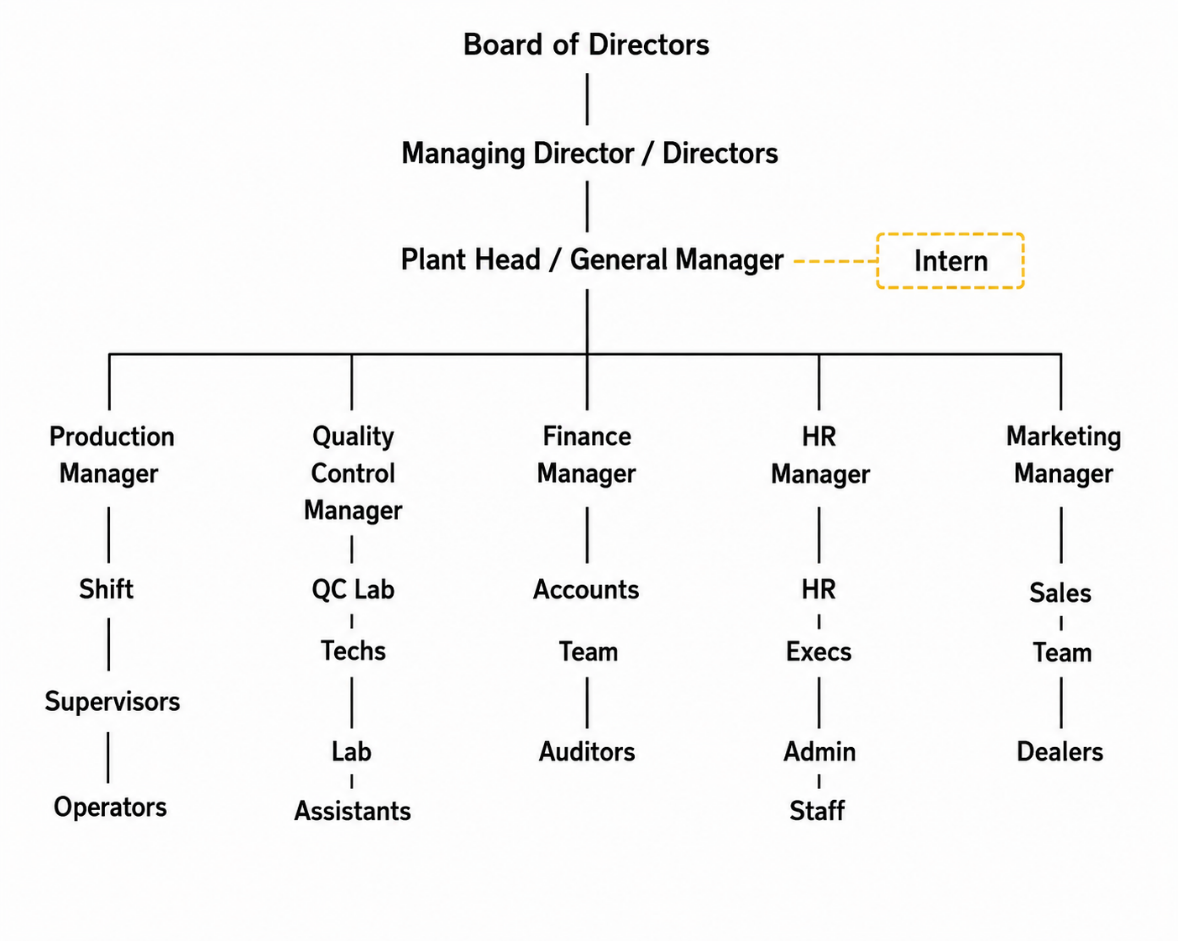 Board of Directors
Managing Director / Directors
Plant Head / General Manager
Intern
Production
Manager
Shift
Supervisors
Operators
Quality
Control
Manager
QC Lab
Techs
Lab
Assistants
Finance
Manager
Accounts
Team
Auditors
HR
Manager
HR
Execs
Admin
Staff
Marketing
Manager
Sales
Team
Dealers